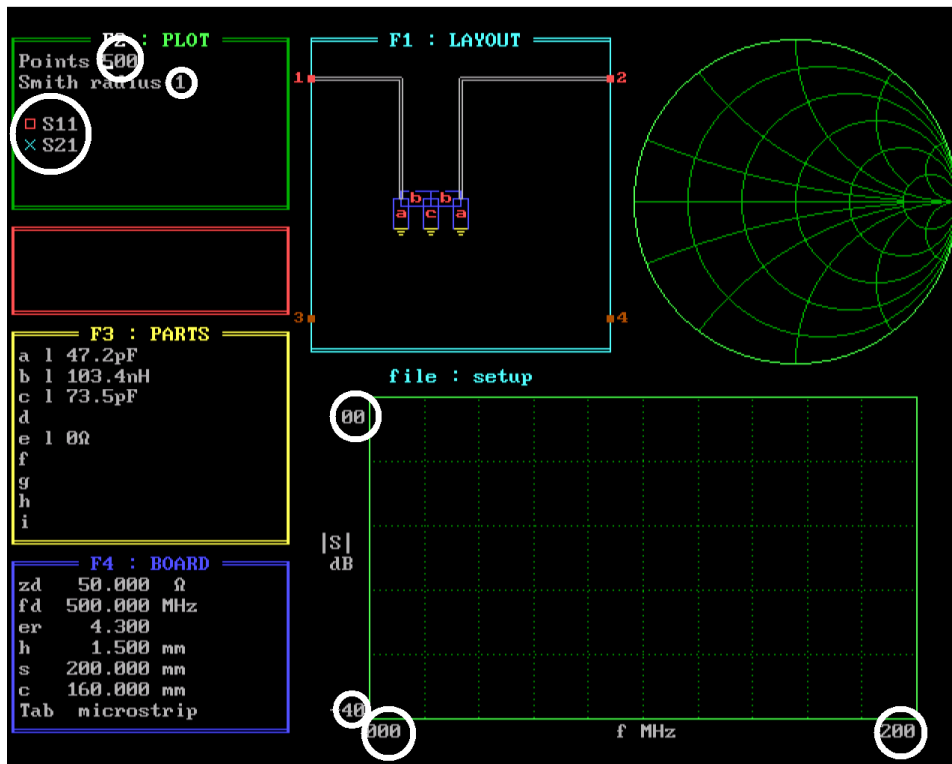 F2 : PLOT
Points 500
Smith radius 1
S11
S21
F1 : LAYOUT
1
2
b b
a c a
3
4
F3 : PARTS
a l 47.2pF
b l 103.4nH
c l 73.5pF
d
e l 0Ω
f
g
h
i
file : setup
00
|S|
dB
-40
000
f MHz
200
F4 : BOARD
zd 50.000 Ω
fd 500.000 MHz
er 4.300
h 1.500 mm
s 200.000 mm
c 160.000 mm
Tab microstrip